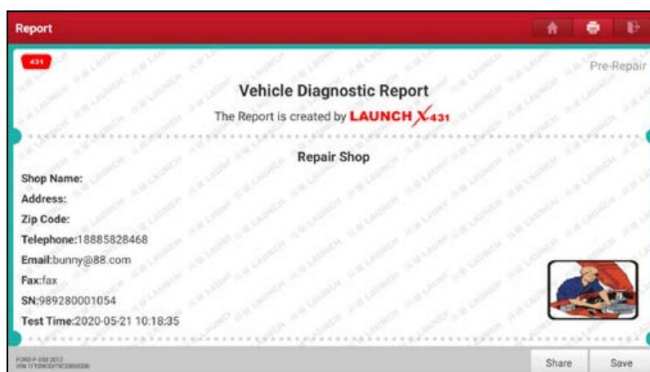 Report
431
Pre-Repair
Vehicle Diagnostic Report
The Report is created by LAUNCH X-431
Repair Shop
Shop Name:
Address:
Zip Code:
Telephone:18885828468
Email:bunny@88.com
Fax:fax
SN:989280001054
Test Time:2020-05-21 10:18:35
Share Save